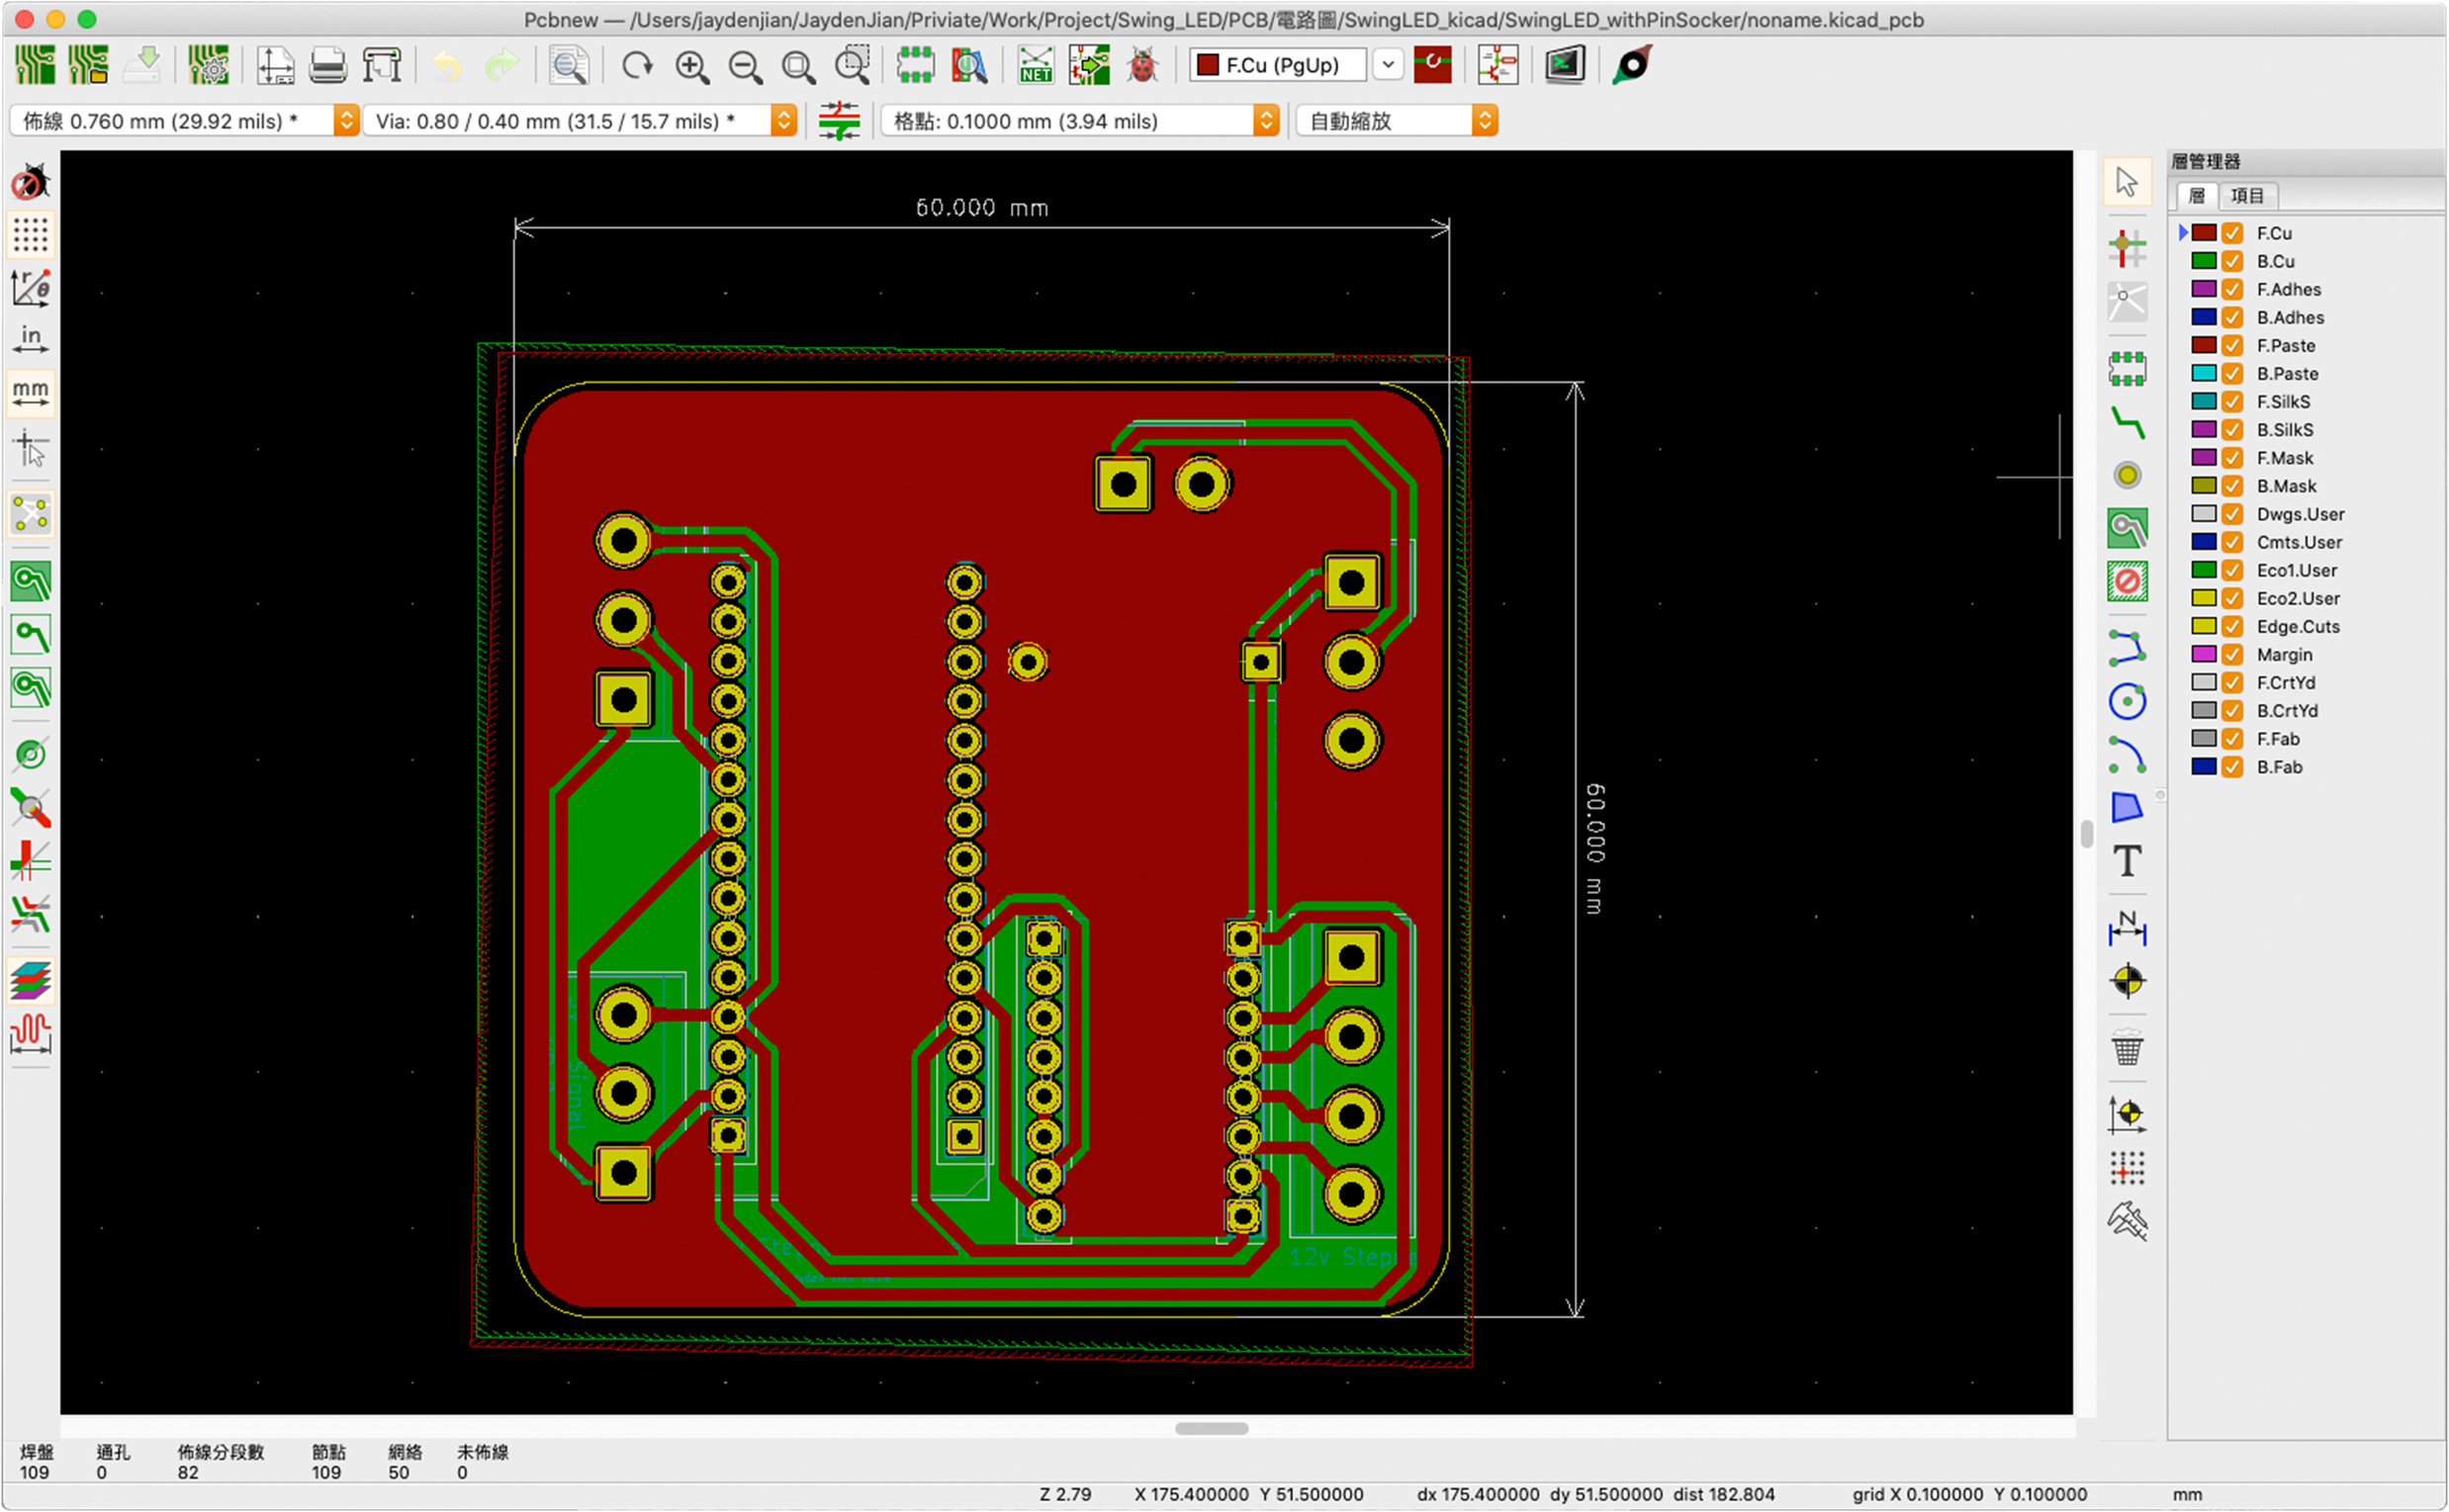 Pcbnew — /Users/jaydenjian/JaydenJian/Priviate/Work/Project/Swing_LED/PCB/電路圖/SwingLED_kicad/SwingLED_withPinSocker/noname.kicad_pcb
NET
F.Cu (PgUp)
佈線 0.760 mm (29.92 mils) *
Via: 0.80 / 0.40 mm (31.5 / 15.7 mils) *
格點: 0.1000 mm (3.94 mils)
自動縮放
層管理器
層
項目
in
mm
60.000 mm
60.000 mm
Signal
12v Steppe
F.Cu
B.Cu
F.Adhes
B.Adhes
F.Paste
B.Paste
F.SilkS
B.SilkS
F.Mask
B.Mask
Dwgs.User
Cmts.User
Eco1.User
Eco2.User
Edge.Cuts
Margin
F.CrtYd
B.CrtYd
F.Fab
B.Fab
T
N
焊盤 通孔 佈線分段數 節點 網絡 未佈線
109 0 82 109 50 0
Z 2.79 X 175.400000 Y 51.500000 dx 175.400000 dy 51.500000 dist 182.804 grid X 0.100000 Y 0.100000 mm